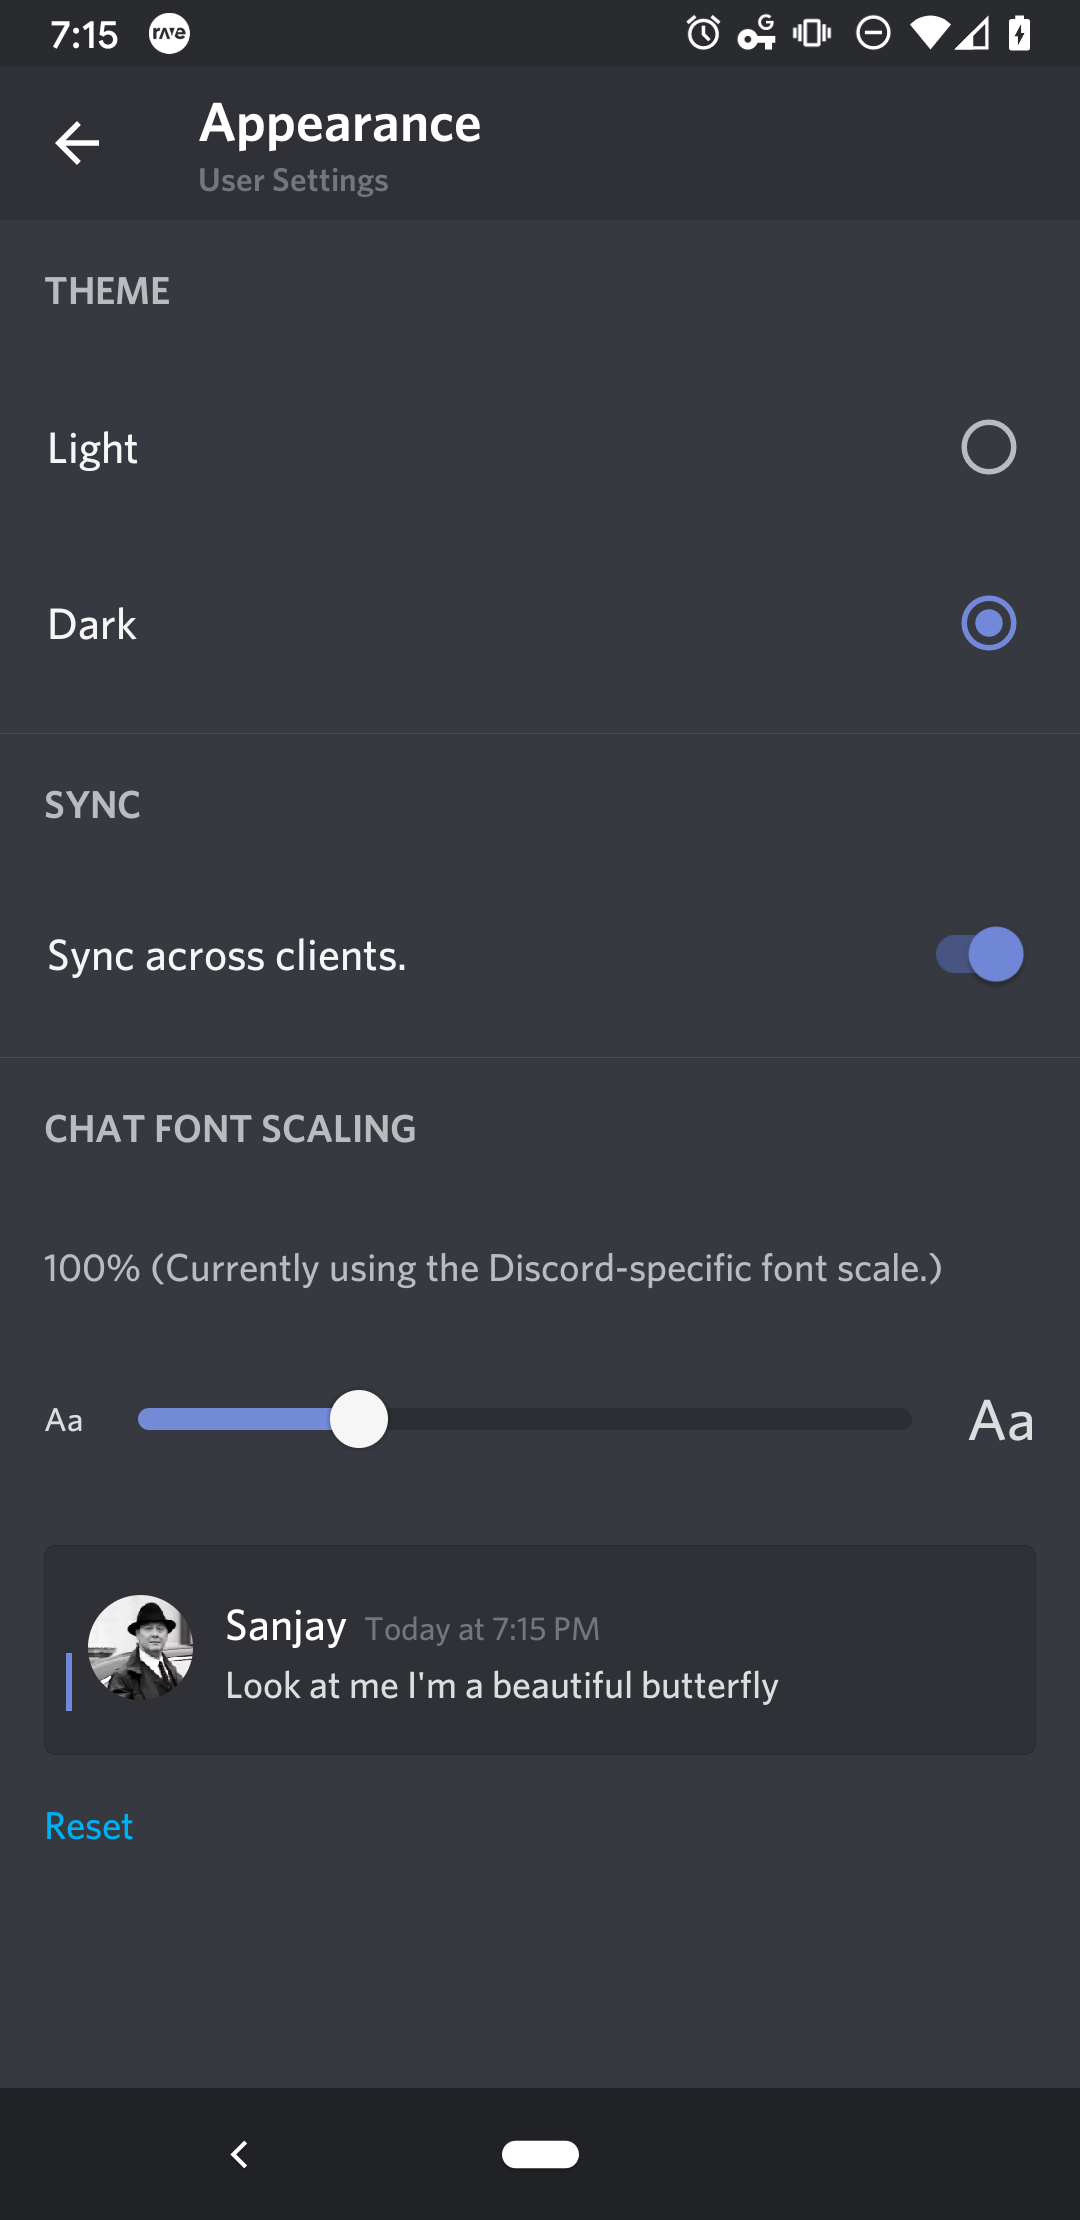 7:15 rave G
Appearance
User Settings
THEME
Light
Dark
SYNC
Sync across clients.
CHAT FONT SCALING
100% (Currently using the Discord-specific font scale.)
Aa Aa
Sanjay Today at 7:15 PM
Look at me I'm a beautiful butterfly
Reset